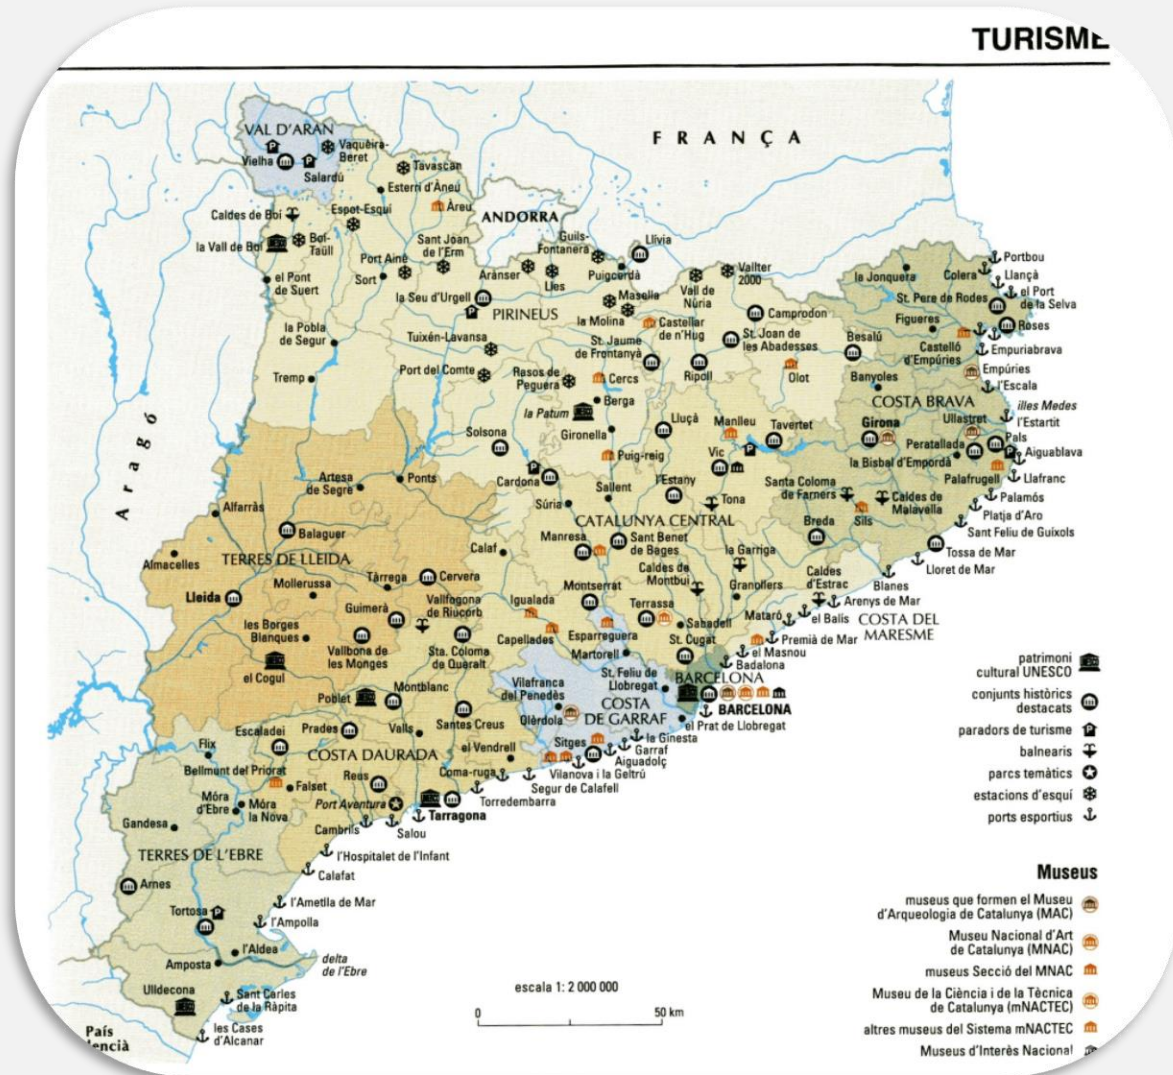 TURISME
FRANÇA
VAL D'ARAN
Vaquèira-
Beret
Vielha
Salardú
Tavascan
Esterri d'Àneu
Àreu
ANDORRA
Caldes de Boí
Espot-Esquí
la Vall de Boí
Boí-
Taüll
Sant Joan
de l'Erm
Guils-
Fontanera
Llívia
Port Ainé
Sort
Aranser
Lles
Puigcerdà
Vallter
2000
el Pont
de Suert
la Seu d'Urgell
PIRINEUS
Masella
Vall de
Núria
la Molina
Castellar
de n'Hug
Camprodon
la Jonquera
Colera
Portbou
Llançà
el Port
de la Selva
St. Pere de Rodes
Figueres
Roses
Castelló
d'Empúries
Empuriabrava
Empúries
l'Escala
la Pobla
de Segur
Tuixén-Lavansa
St. Jaume
de Frontanyà
St. Joan de
les Abadesses
Besalú
Tremp
Port del Comte
Rasos de
Peguera
Cercs
Ripoll
Olot
Banyoles
COSTA BRAVA
Berga
la Patum
illes Medes
l'Estartit
Aragó
Solsona
Gironella
Lluçà
Manlleu
Tavertet
Girona
Ullastret
Peratallada
Pals
Aiguablava
la Bisbal d'Empordà
Palafrugell
Llafranc
Puig-reig
Vic
Artesa
de Segre
Ponts
Cardona
Sallent
l'Estany
Súria
Tona
Santa Coloma
de Farners
Caldes de
Malavella
Sils
Palamós
Platja d'Aro
Sant Feliu de Guíxols
Alfarràs
CATALUNYA CENTRAL
Breda
Tossa de Mar
Lloret de Mar
Balaguer
Calaf
Manresa
Sant Benet
de Bages
la Garriga
Almacelles
TERRES DE LLEIDA
Mollerussa
Tàrrega
Cervera
Montserrat
Caldes de
Montbui
Granollers
Caldes
d'Estrac
Blanes
Arenys de Mar
Lleida
Guimerà
Vallfogona
de Riucorb
Igualada
Terrassa
Sabadell
Mataró
el Balís
COSTA DEL
MARESME
Premià de Mar
les Borges
Blanques
Vallbona de
les Monges
Sta. Coloma
de Queralt
Capellades
Esparreguera
Martorell
St. Cugat
el Masnou
Badalona
el Cogul
Poblet
Montblanc
Vilafranca
del Penedès
St. Feliu de
Llobregat
BARCELONA
BARCELONA
el Prat de Llobregat
COSTA
DE GARRAF
Olèrdola
Santes Creus
Escaladei
Prades
Valls
Sitges
la Ginesta
Garraf
Aiguadolç
Flix
COSTA DAURADA
el Vendrell
Vilanova i la Geltrú
Bellmunt del Priorat
Coma-ruga
Segur de Calafell
Reus
Falset
Torredembarra
Móra
d'Ebre
Móra
la Nova
Port Aventura
Tarragona
Gandesa
Cambrils
Salou
TERRES DE L'EBRE
l'Hospitalet de l'Infant
Calafat
Arnes
l'Ametlla de Mar
Tortosa
l'Ampolla
l'Aldea
delta
de l'Ebre
Amposta
Ulldecona
Sant Carles
de la Ràpita
les Cases
d'Alcanar
País
escala 1: 2 000 000
0
50 km
patrimoni
cultural UNESCO
conjunts històrics
destacats
paradors de turisme
balnearis
parcs temàtics
estacions d'esquí
ports esportius
Museus
museus que formen el Museu
d'Arqueologia de Catalunya (MAC)
Museu Nacional d'Art
de Catalunya (MNAC)
museus Secció del MNAC
Museu de la Ciència i de la Tècnica
de Catalunya (mNACTEC)
altres museus del Sistema mNACTEC
Museus d'Interès Nacional